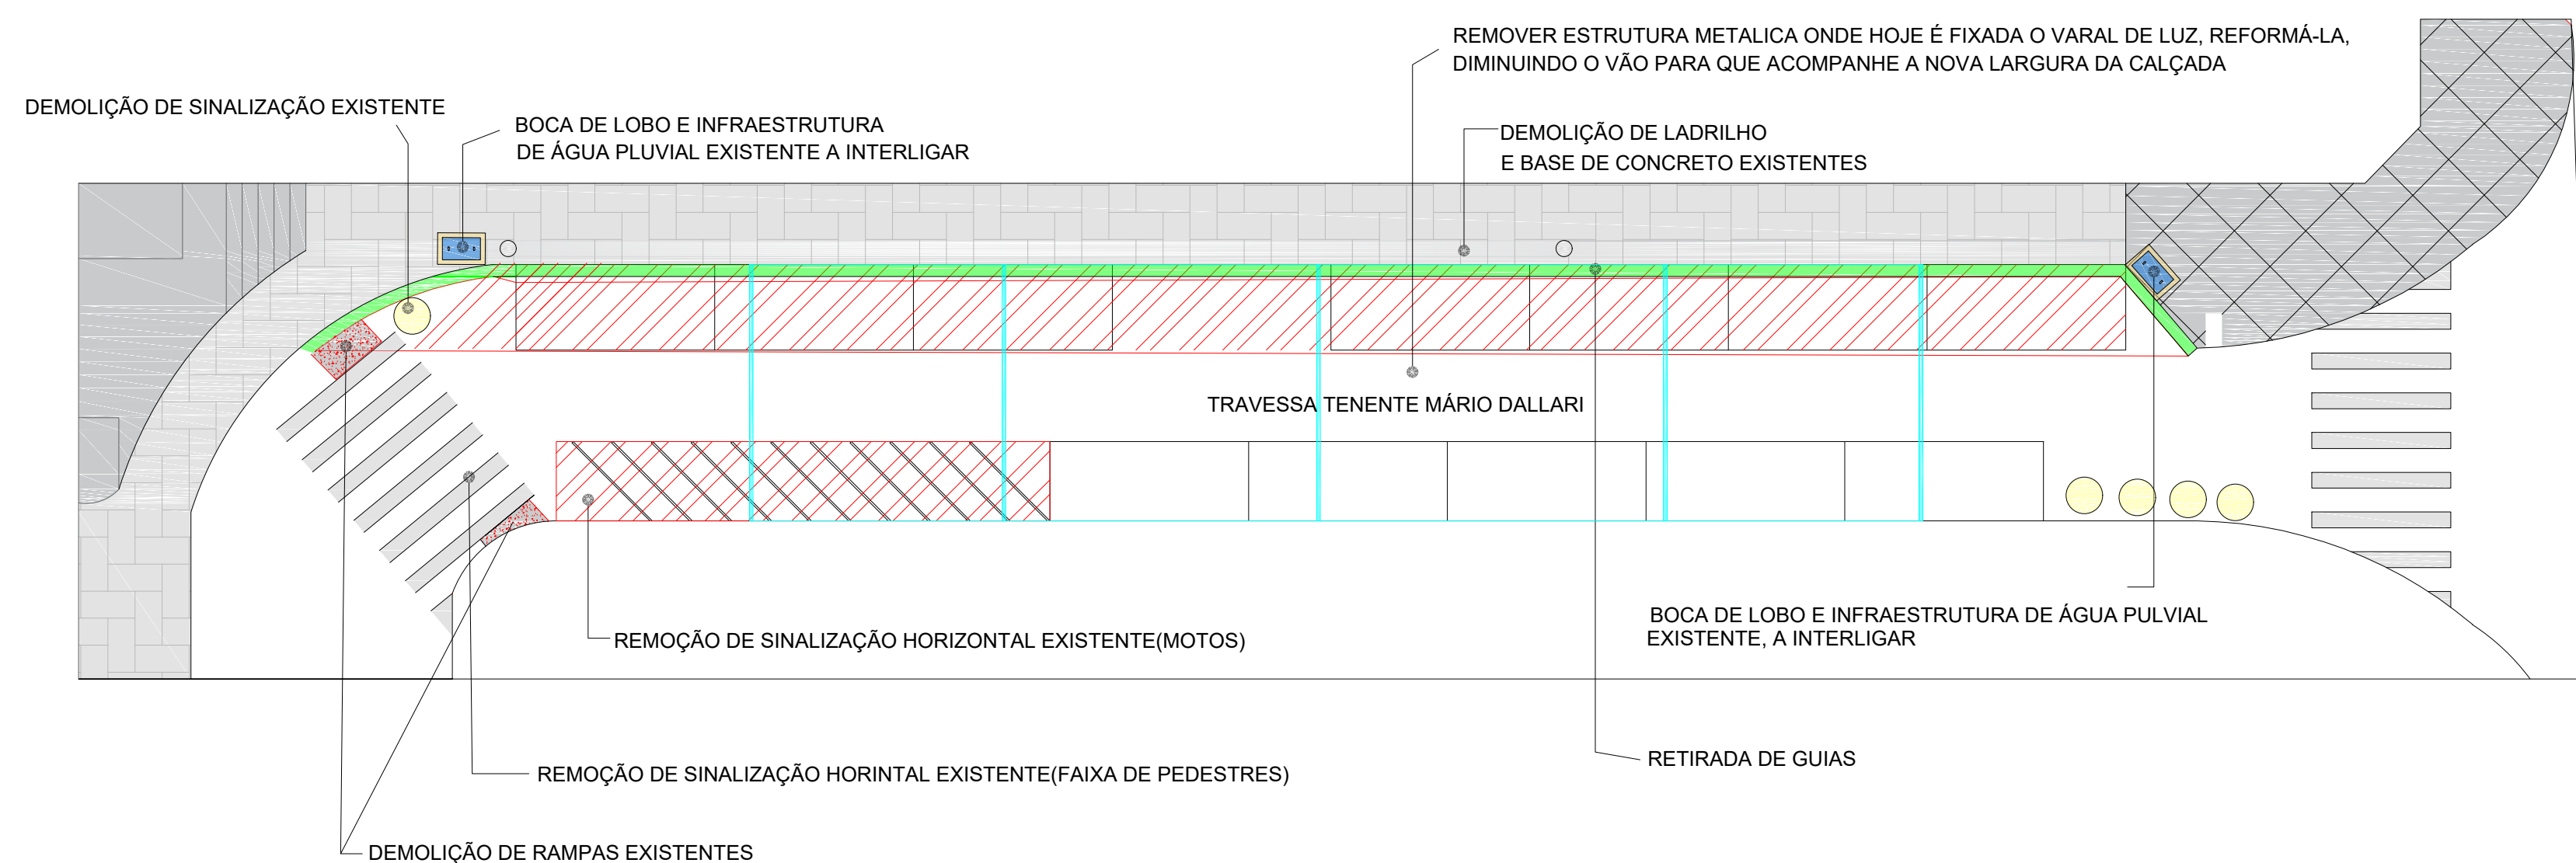 REMOVER ESTRUTURA METALICA ONDE HOJE É FIXADA O VARAL DE LUZ, REFORMÁ-LA,
DIMINUINDO O VÃO PARA QUE ACOMPANHE A NOVA LARGURA DA CALÇADA
DEMOLIÇÃO DE SINALIZAÇÃO EXISTENTE
BOCA DE LOBO E INFRAESTRUTURA
DE ÁGUA PLUVIAL EXISTENTE A INTERLIGAR
DEMOLIÇÃO DE LADRILHO
E BASE DE CONCRETO EXISTENTES
TRAVESSA TENENTE MÁRIO DALLARI
BOCA DE LOBO E INFRAESTRUTURA DE ÁGUA PULVIAL
EXISTENTE, A INTERLIGAR
REMOÇÃO DE SINALIZAÇÃO HORIZONTAL EXISTENTE(MOTOS)
RETIRADA DE GUIAS
REMOÇÃO DE SINALIZAÇÃO HORINTAL EXISTENTE(FAIXA DE PEDESTRES)
DEMOLIÇÃO DE RAMPAS EXISTENTES